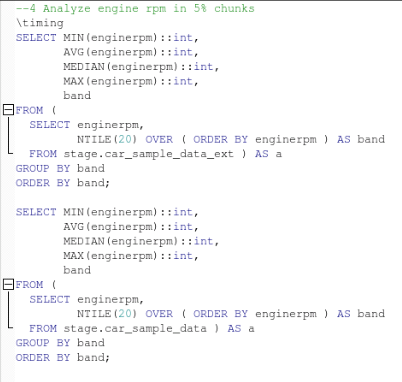 --4 Analyze engine rpm in 5% chunks
\timing
SELECT MIN(enginerpm)::int,
AVG(enginerpm)::int,
MEDIAN(enginerpm)::int,
MAX(enginerpm)::int,
band
FROM (
SELECT enginerpm,
NTILE(20) OVER ( ORDER BY enginerpm ) AS band
FROM stage.car_sample_data_ext ) AS a
GROUP BY band
ORDER BY band;
SELECT MIN(enginerpm)::int,
AVG(enginerpm)::int,
MEDIAN(enginerpm)::int,
MAX(enginerpm)::int,
band
FROM (
SELECT enginerpm,
NTILE(20) OVER ( ORDER BY enginerpm ) AS band
FROM stage.car_sample_data ) AS a
GROUP BY band
ORDER BY band;